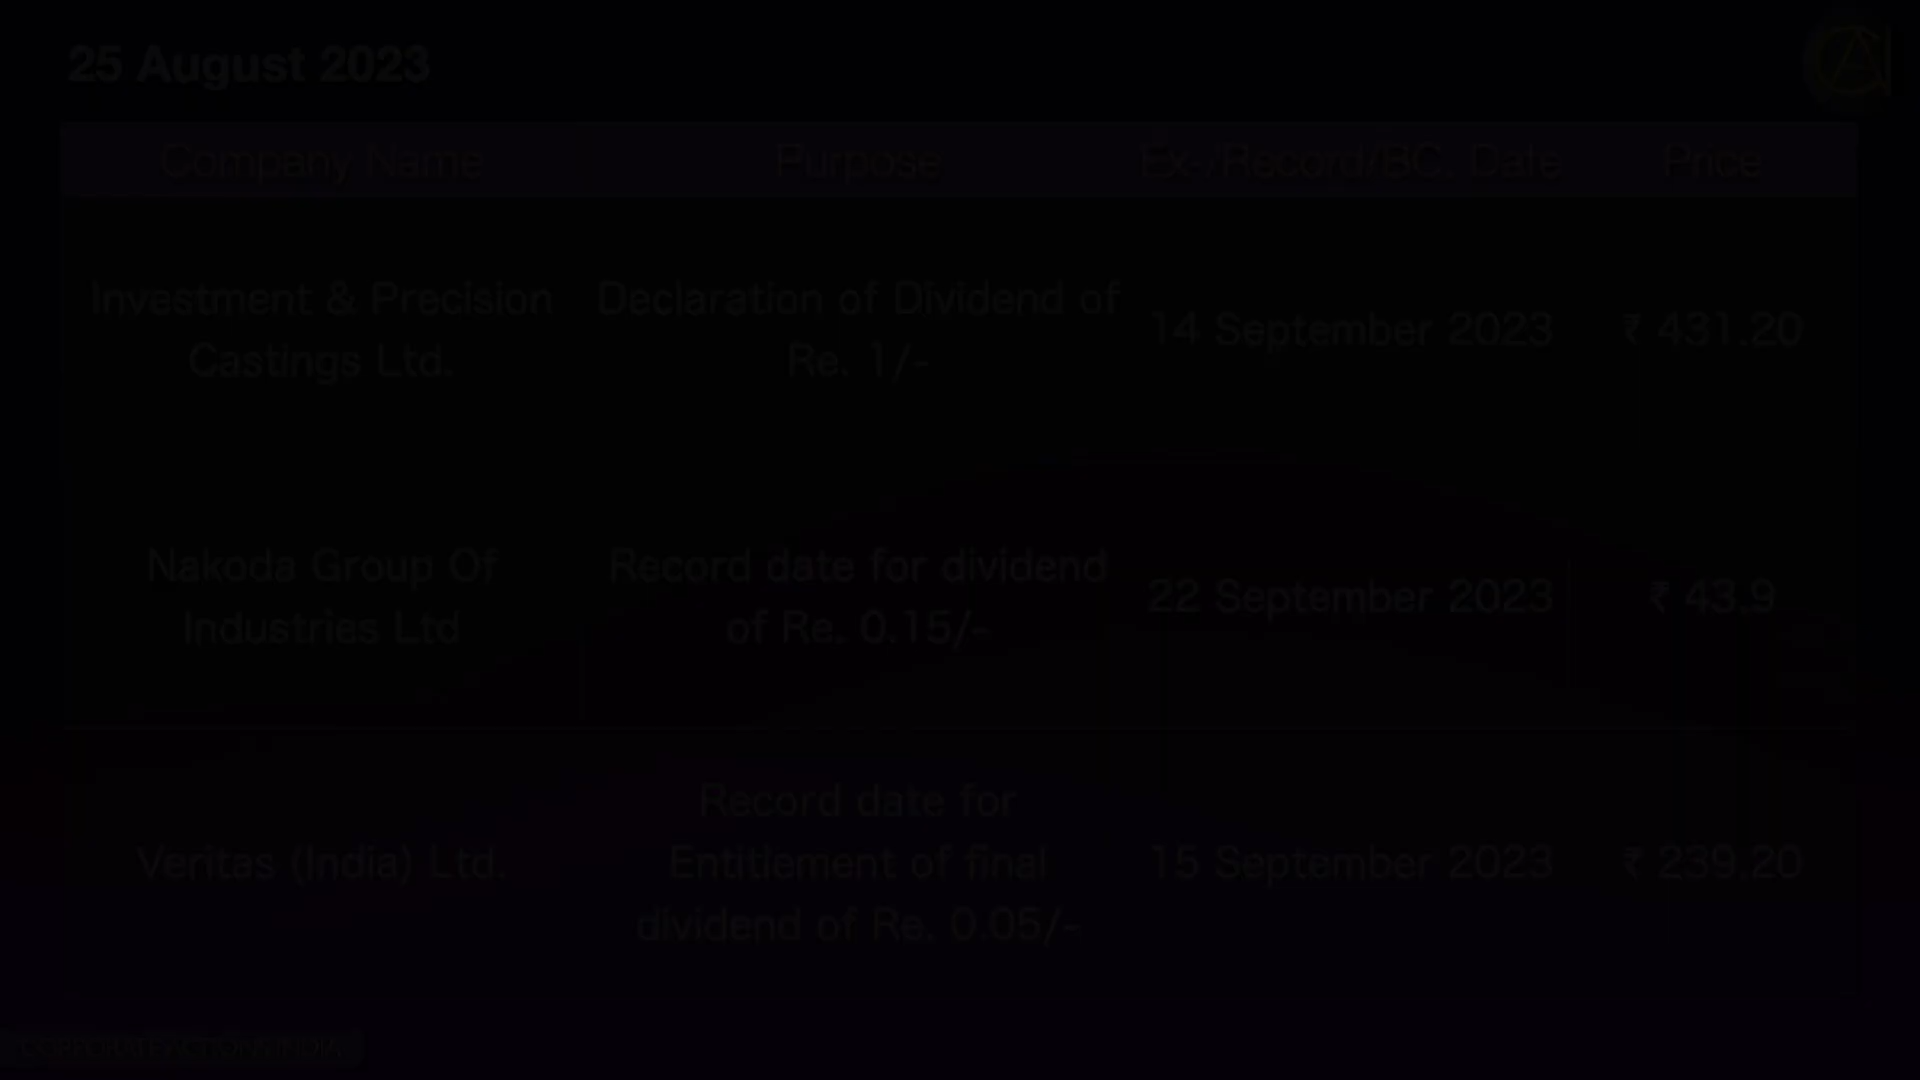 25 August 2023
Company Name Purpose Ex-/Record/BC. Date Price
Investment & Precision
Castings Ltd.
Declaration of Dividend of
Re. 1/-
14 September 2023
₹ 431.20
Nakoda Group Of
Industries Ltd
Record date for dividend
of Re. 0.15/-
22 September 2023
₹ 43.9
Veritas (India) Ltd.
Record date for
Entitlement of final
dividend of Re. 0.05/-
15 September 2023
₹ 239.20